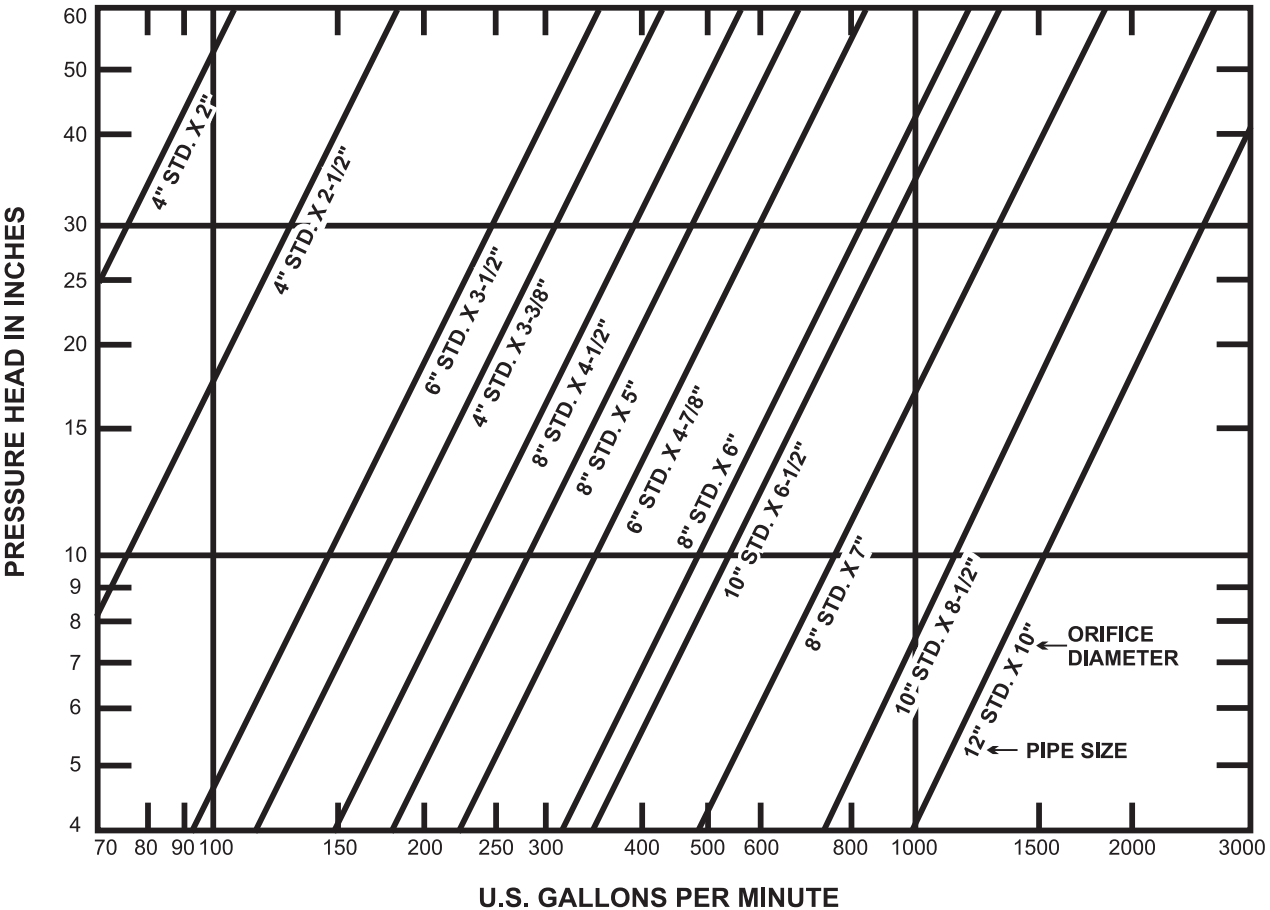 PRESSURE HEAD IN INCHES
60
50
40
30
25
20
15
10
9
8
7
6
5
4
4" STD. X 2"
4" STD. X 2-1/2"
6" STD. X 3-1/2"
4" STD. X 3-3/8"
8" STD. X 4-1/2"
8" STD. X 5"
6" STD. X 4-7/8"
8" STD. X 6"
10" STD. X 6-1/2"
8" STD. X 7"
10" STD. X 8-1/2"
12" STD. X 10"
ORIFICE
DIAMETER
PIPE SIZE
70 80 90 100 150 200 250 300 400 500 600 800 1000 1500 2000 3000
U.S. GALLONS PER MINUTE